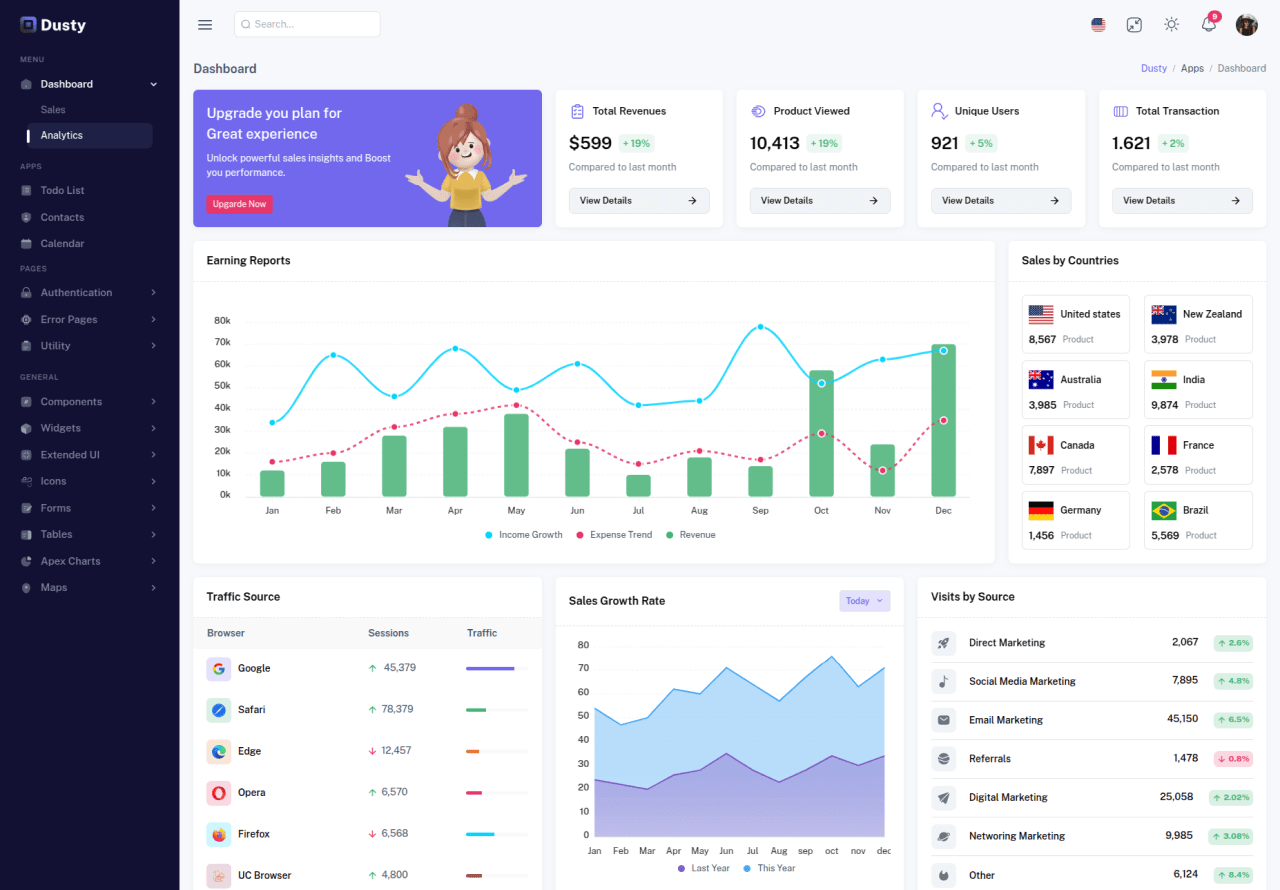 Dusty
Search...
9
MENU
Dashboard
Sales
Analytics
APPS
Todo List
Contacts
Calendar
PAGES
Authentication
Error Pages
Utility
GENERAL
Components
Widgets
Extended UI
Icons
Forms
Tables
Apex Charts
Maps
Dashboard
Dusty / Apps / Dashboard
Upgrade you plan for
Great experience
Unlock powerful sales insights and Boost
you performance.
Upgarde Now
Total Revenues
$599 + 19%
Compared to last month
View Details
Product Viewed
10,413 + 19%
Compared to last month
View Details
Unique Users
921 + 5%
Compared to last month
View Details
Total Transaction
1.621 + 2%
Compared to last month
View Details
Earning Reports
80k
70k
60k
50k
40k
30k
20k
10k
0k
Jan Feb Mar Apr May Jun Jul Aug Sep Oct Nov Dec
Income Growth Expense Trend Revenue
Sales by Countries
United states
8,567 Product
New Zealand
3,978 Product
Australia
3,985 Product
India
9,874 Product
Canada
7,897 Product
France
2,578 Product
Germany
1,456 Product
Brazil
5,569 Product
Traffic Source
Browser Sessions Traffic
Google 45,379
Safari 78,379
Edge 12,457
Opera 6,570
Firefox 6,568
UC Browser 4,800
Sales Growth Rate
Today
80
70
60
50
40
30
20
10
0
Jan Feb Mar Apr May Jun Jul Aug sep oct nov dec
Last Year This Year
Visits by Source
Direct Marketing 2,067 ↑ 2.6%
Social Media Marketing 7,895 ↑ 4.8%
Email Marketing 45,150 ↑ 6.5%
Referrals 1,478 ↓ 0.8%
Digital Marketing 25,058 ↑ 2.02%
Networing Marketing 9,985 ↑ 3.08%
Other 6,124 ↑ 8.4%